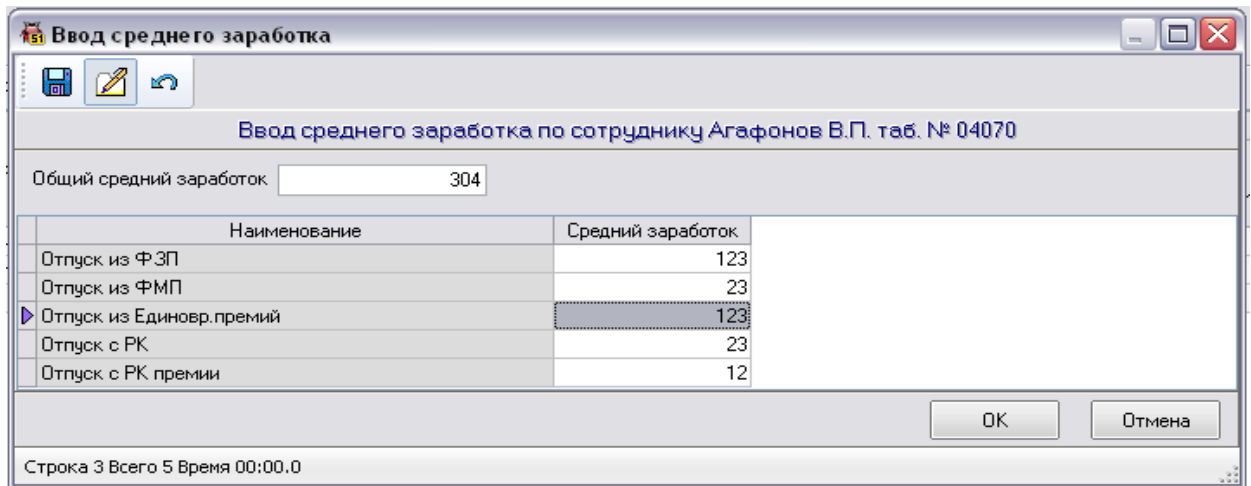 Ввод среднего заработка
Ввод среднего заработка по сотруднику Агафонов В.П. таб. № 04070
Общий средний заработок 304
Наименование Средний заработок
Отпуск из ФЗП 123
Отпуск из ФМП 23
Отпуск из Единовр.премий 123
Отпуск с РК 23
Отпуск с РК премии 12
OK Отмена
Строка 3 Всего 5 Время 00:00.0